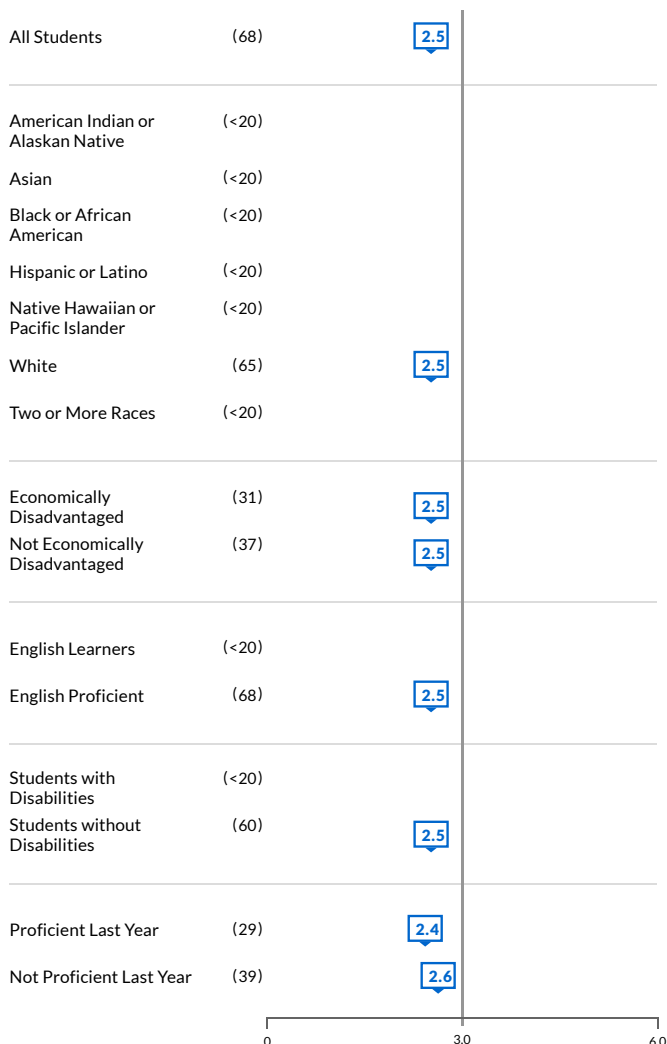 All Students (68) 2.5
American Indian or (<20)
Alaskan Native
Asian (<20)
Black or African (<20)
American
Hispanic or Latino (<20)
Native Hawaiian or (<20)
Pacific Islander
White (65) 2.5
Two or More Races (<20)
Economically (31) 2.5
Disadvantaged
Not Economically (37) 2.5
Disadvantaged
English Learners (<20)
English Proficient (68) 2.5
Students with (<20)
Disabilities
Students without (60) 2.5
Disabilities
Proficient Last Year (29) 2.4
Not Proficient Last Year (39) 2.6
0 3.0 6.0